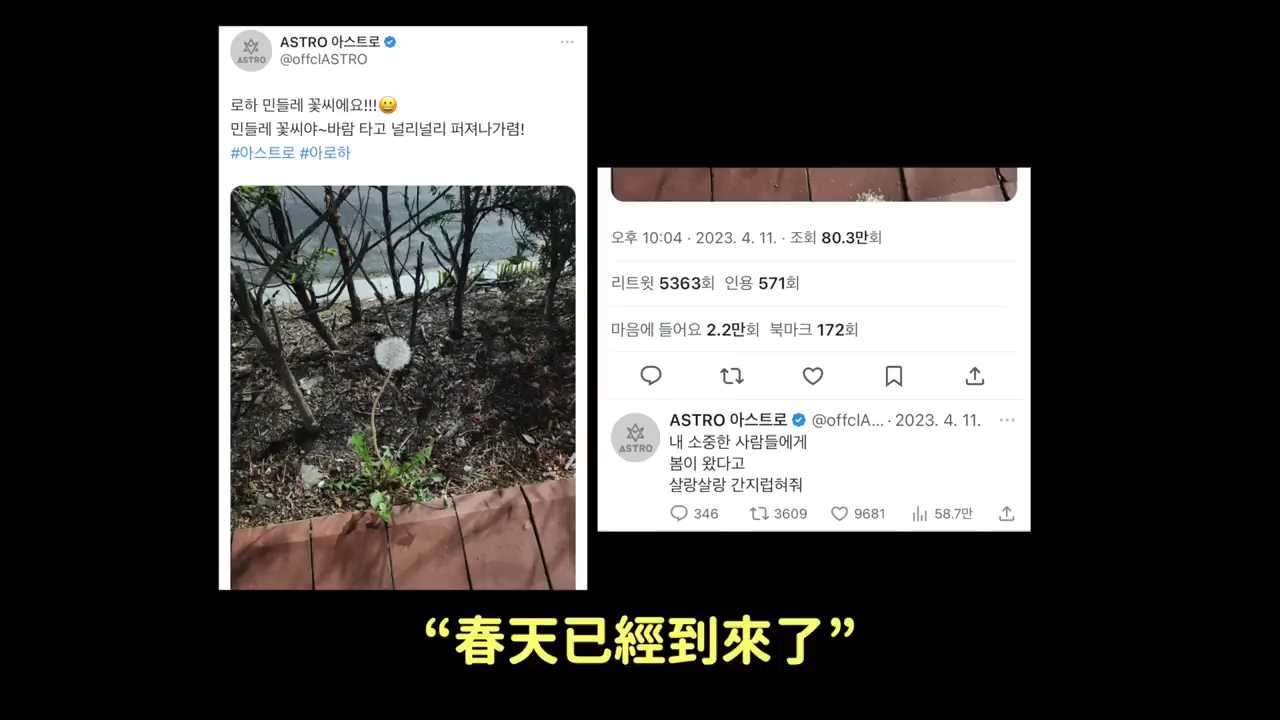 ASTRO 아스트로
@offclASTRO
ASTRO
로하 민들레 꽃씨에요!!!😀
민들레 꽃씨야~바람 타고 널리널리 퍼져나가렴!
#아스트로 #아로하
오후 10:04 · 2023. 4. 11. · 조회 80.3만회
리트윗 5363회 인용 571회
마음에 들어요 2.2만회 북마크 172회
ASTRO 아스트로 @offclA... · 2023. 4. 11.
ASTRO
내 소중한 사람들에게
봄이 왔다고
살랑살랑 간지럽혀줘
346 3609 9681 58.7만
“春天已經到來了”